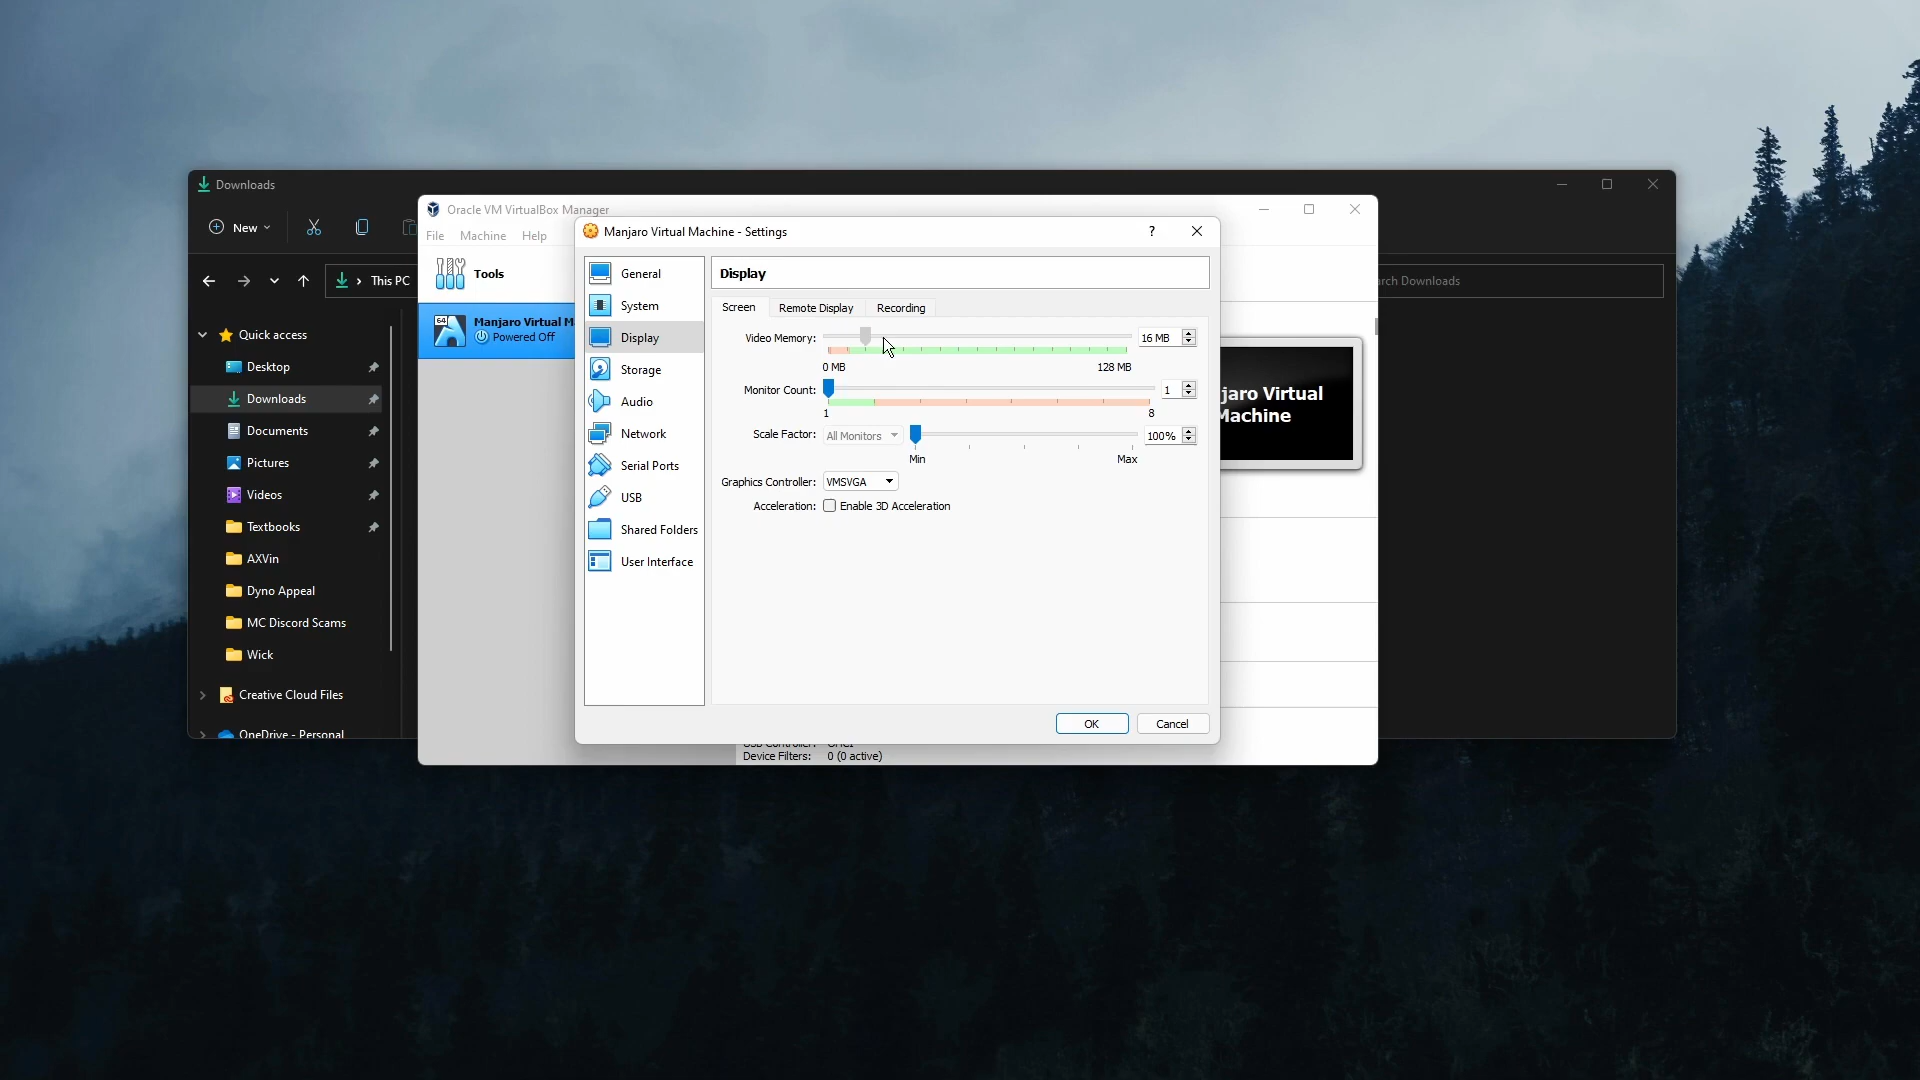 Downloads
New
This PC
rch Downloads
Quick access
Desktop
Downloads
Documents
Pictures
Videos
Textbooks
AXVin
Dyno Appeal
MC Discord Scams
Wick
Creative Cloud Files
OneDrive - Personal
Oracle VM VirtualBox Manager
File Machine Help
Tools
64
Manjaro Virtual M
Powered Off
jaro Virtual
Machine
Device Filters: 0 (0 active)
Manjaro Virtual Machine - Settings
?
General
System
Display
Storage
Audio
Network
Serial Ports
USB
Shared Folders
User Interface
Display
Screen Remote Display Recording
Video Memory: 16 MB
0 MB 128 MB
Monitor Count: 1
1 8
Scale Factor: All Monitors 100%
Min Max
Graphics Controller: VMSVGA
Acceleration: Enable 3D Acceleration
OK Cancel